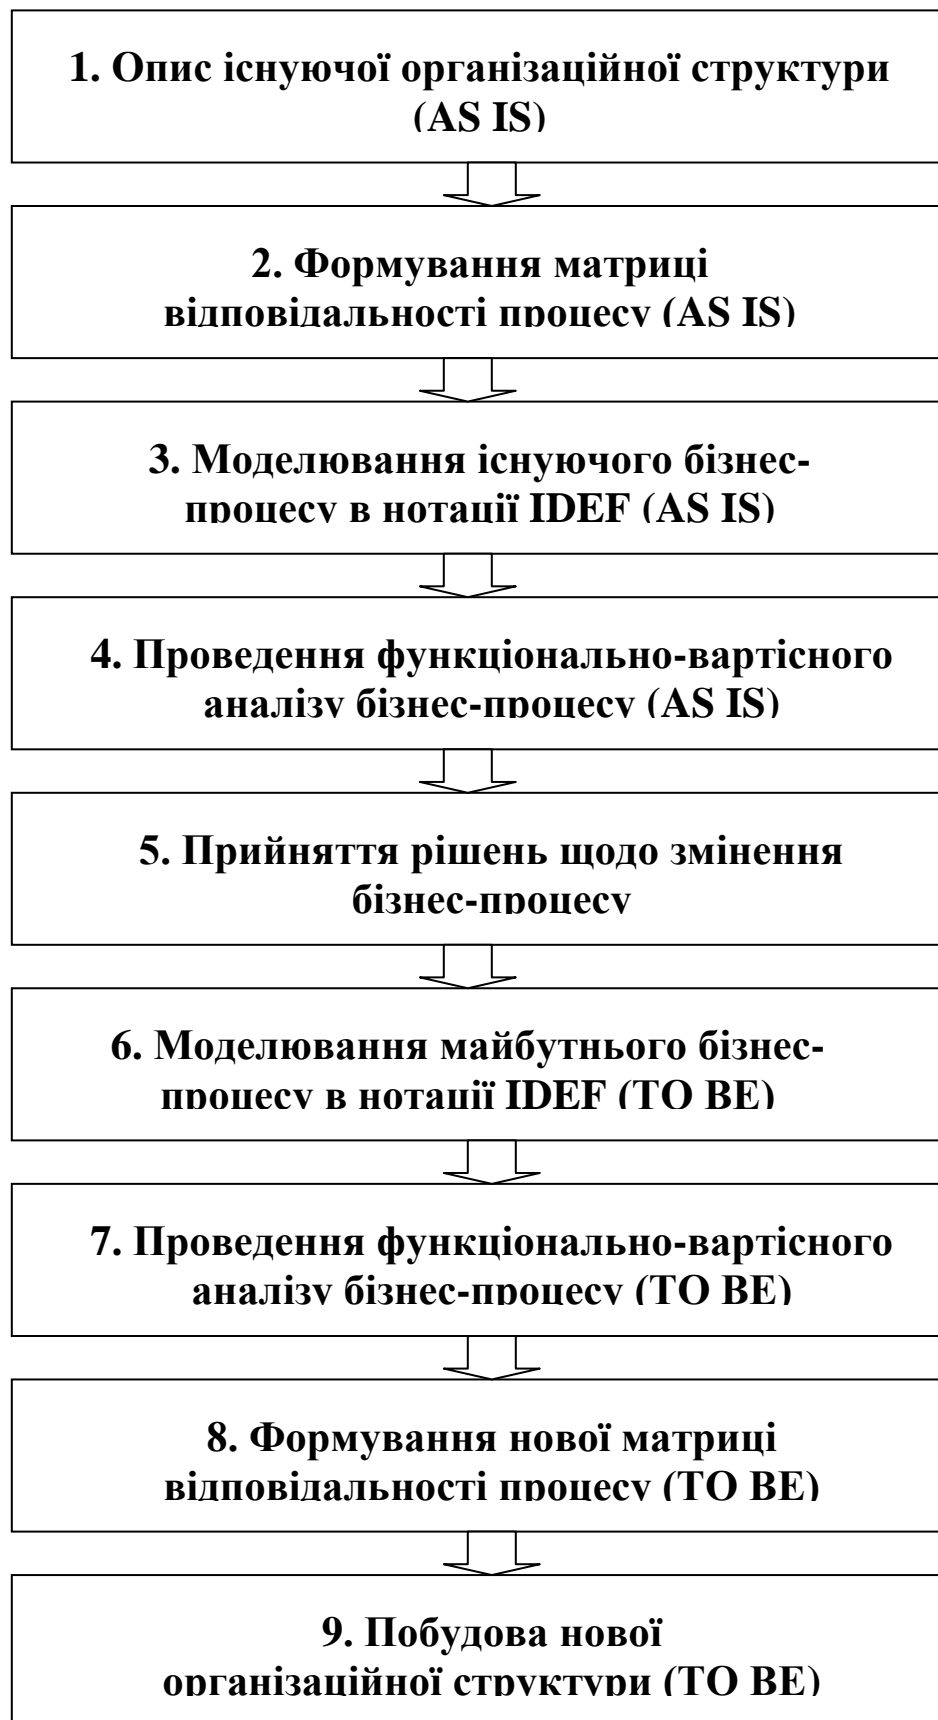 1. Опис існуючої організаційної структури
(AS IS)
2. Формування матриці
відповідальності процесу (AS IS)
3. Моделювання існуючого бізнес-
процесу в нотації IDEF (AS IS)
4. Проведення функціонально-вартісного
аналізу бізнес-процесу (AS IS)
5. Прийняття рішень щодо змінення
бізнес-процесу
6. Моделювання майбутнього бізнес-
процесу в нотації IDEF (TO BE)
7. Проведення функціонально-вартісного
аналізу бізнес-процесу (TO BE)
8. Формування нової матриці
відповідальності процесу (TO BE)
9. Побудова нової
організаційної структури (TO BE)